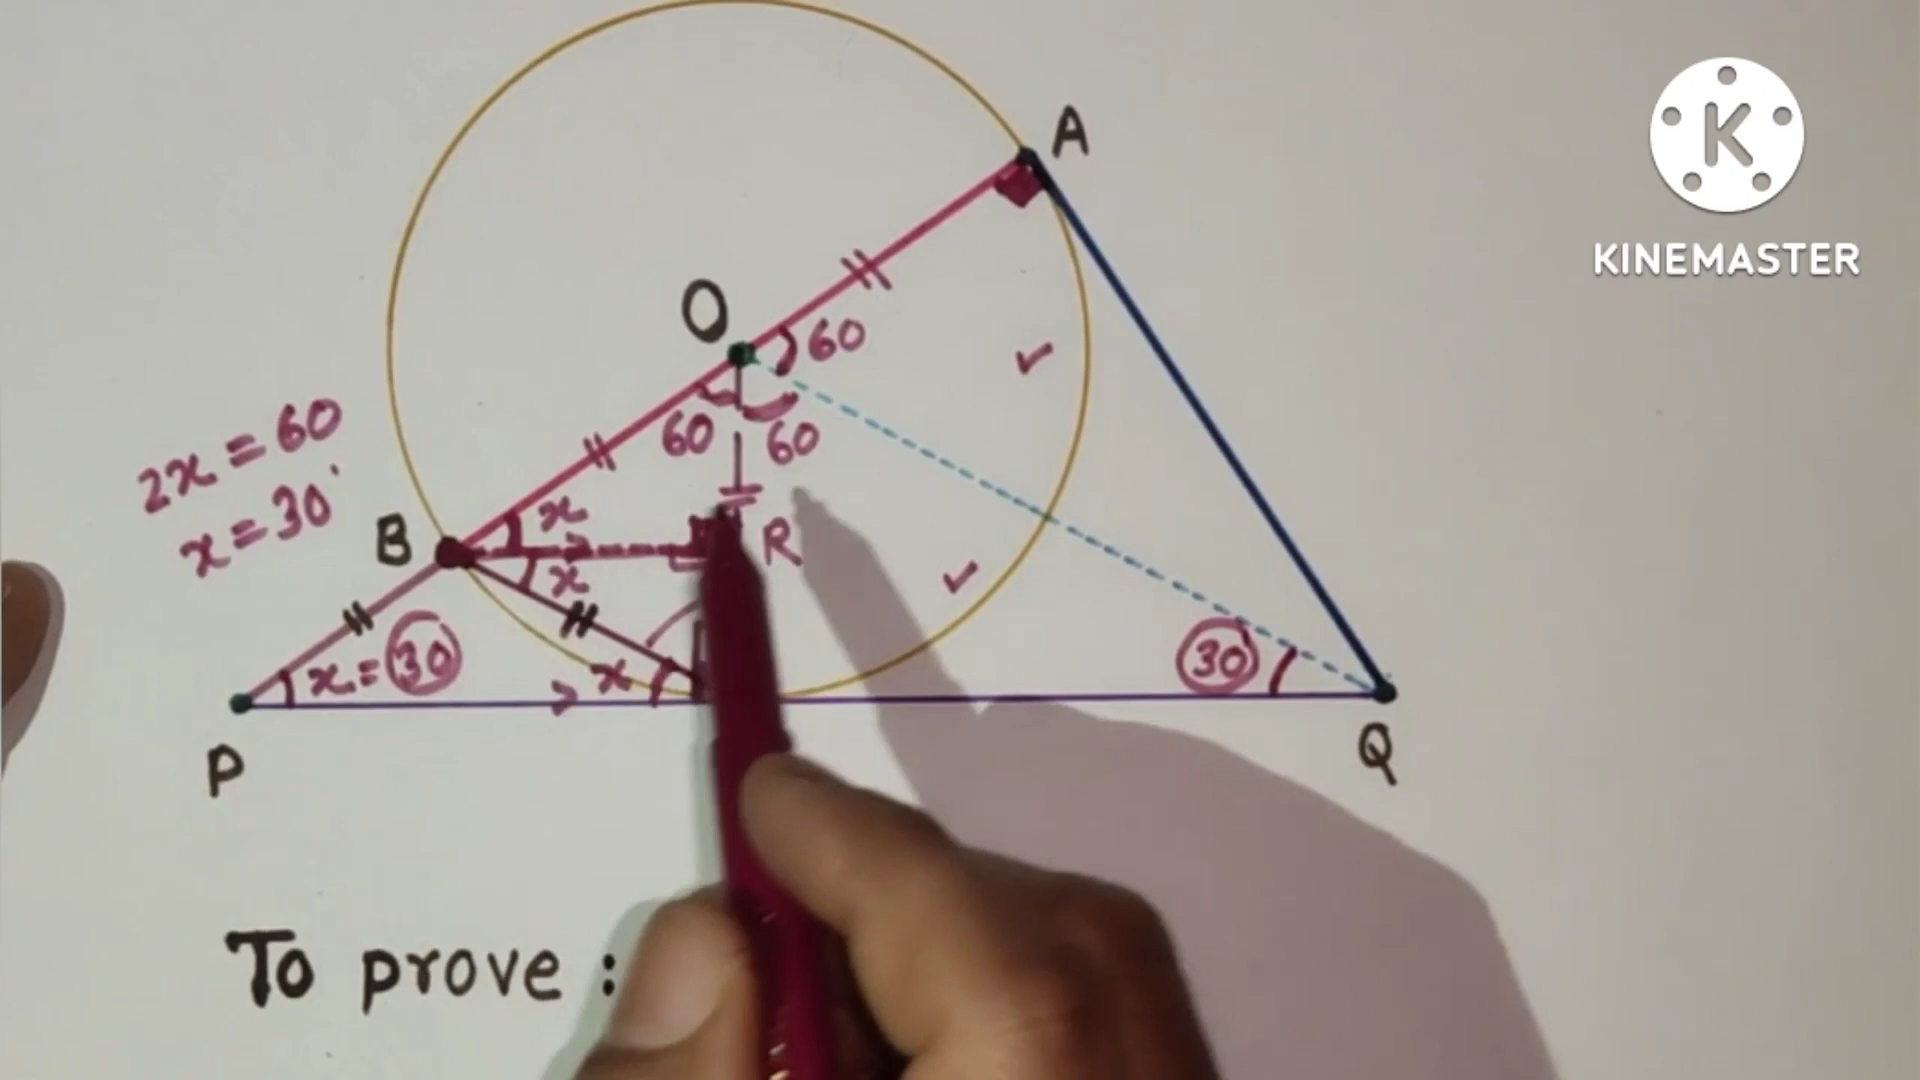 A
O
60
60 60
2x = 60
x = 30
B
x
R
x
x = 30
x
30
P
Q
To prove :
K
KINEMASTER